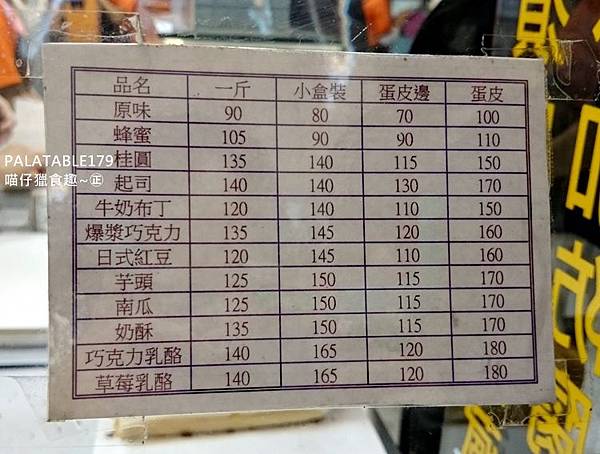 品名 一斤 小盒裝 蛋皮邊 蛋皮
原味 90 80 70 100
蜂蜜 105 90 90 110
桂圓 135 140 115 150
起司 140 140 130 170
牛奶布丁 120 140 110 150
爆漿巧克力 135 145 120 160
日式紅豆 120 145 110 160
芋頭 125 150 115 170
南瓜 125 150 115 170
奶酥 135 150 115 170
巧克力乳酪 140 165 120 180
草莓乳酪 140 165 120 180
PALATABLE179
喵仔獵食趣~㊣